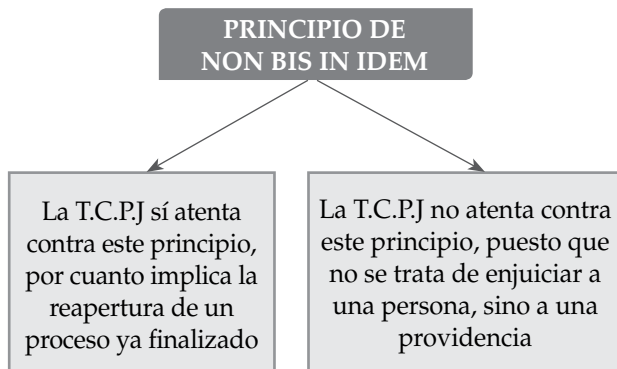 PRINCIPIO DE
NON BIS IN IDEM
La T.C.P.J sí atenta
contra este principio,
por cuanto implica la
reapertura de un
proceso ya finalizado
La T.C.P.J no atenta contra
este principio, puesto que
no se trata de enjuiciar a
una persona, sino a una
providencia